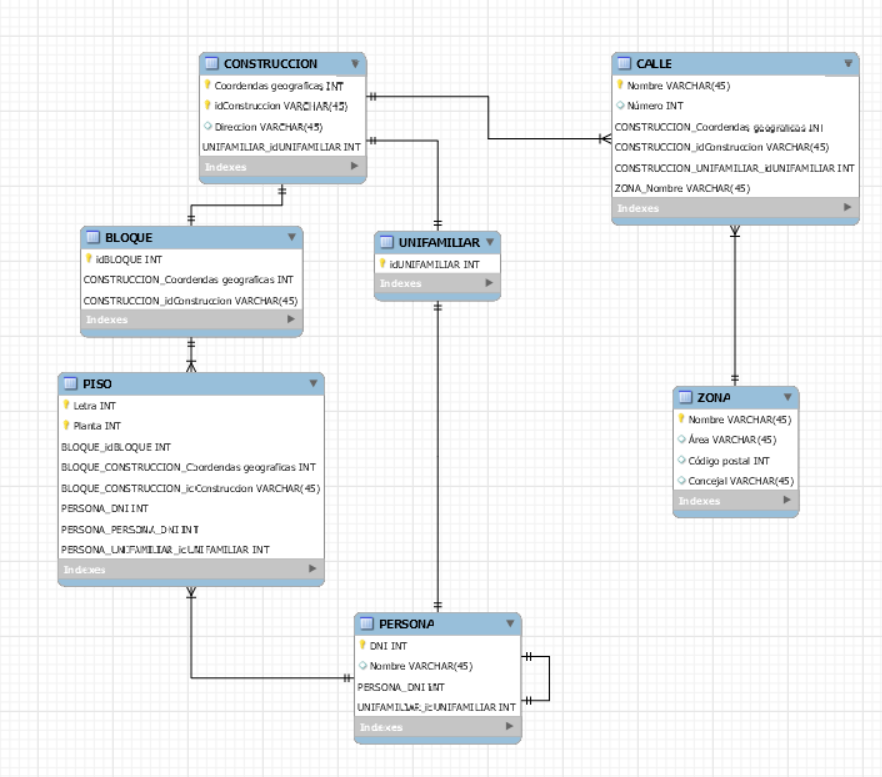 CONSTRUCCION
Coordendas geograficas INT
idConstruccion VARCHAR(45)
Direccion VARCHAR(45)
UNIFAMILIAR_idUNIFAMILIAR INT
Indexes
CALLE
Nombre VARCHAR(45)
Número INT
CONSTRUCCION_Coordendas geograficas INT
CONSTRUCCION_idConstruccion VARCHAR(45)
CONSTRUCCION_UNIFAMILIAR_idUNIFAMILIAR INT
ZONA_Nombre VARCHAR(45)
Indexes
BLOQUE
idBLOQUE INT
CONSTRUCCION_Coordendas geograficas INT
CONSTRUCCION_idConstruccion VARCHAR(45)
Indexes
UNIFAMILIAR
idUNIFAMILIAR INT
Indexes
PISO
Letra INT
Planta INT
BLOQUE_idBLOQUE INT
BLOQUE_CONSTRUCCION_Coordendas geograficas INT
BLOQUE_CONSTRUCCION_idConstruccion VARCHAR(45)
PERSONA_DNI INT
PERSONA_PERSONA_DNI INT
PERSONA_UNIFAMILIAR_idUNIFAMILIAR INT
Indexes
ZONA
Nombre VARCHAR(45)
Área VARCHAR(45)
Código postal INT
Concejal VARCHAR(45)
Indexes
PERSONA
DNI INT
Nombre VARCHAR(45)
PERSONA_DNI INT
UNIFAMILIAR_idUNIFAMILIAR INT
Indexes